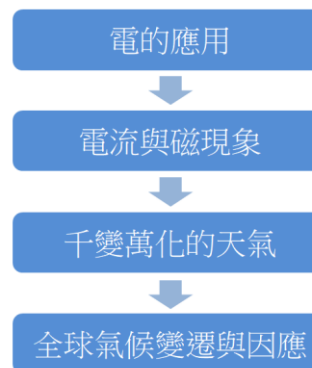 電的應用
電流與磁現象
千變萬化的天氣
全球氣候變遷與因應